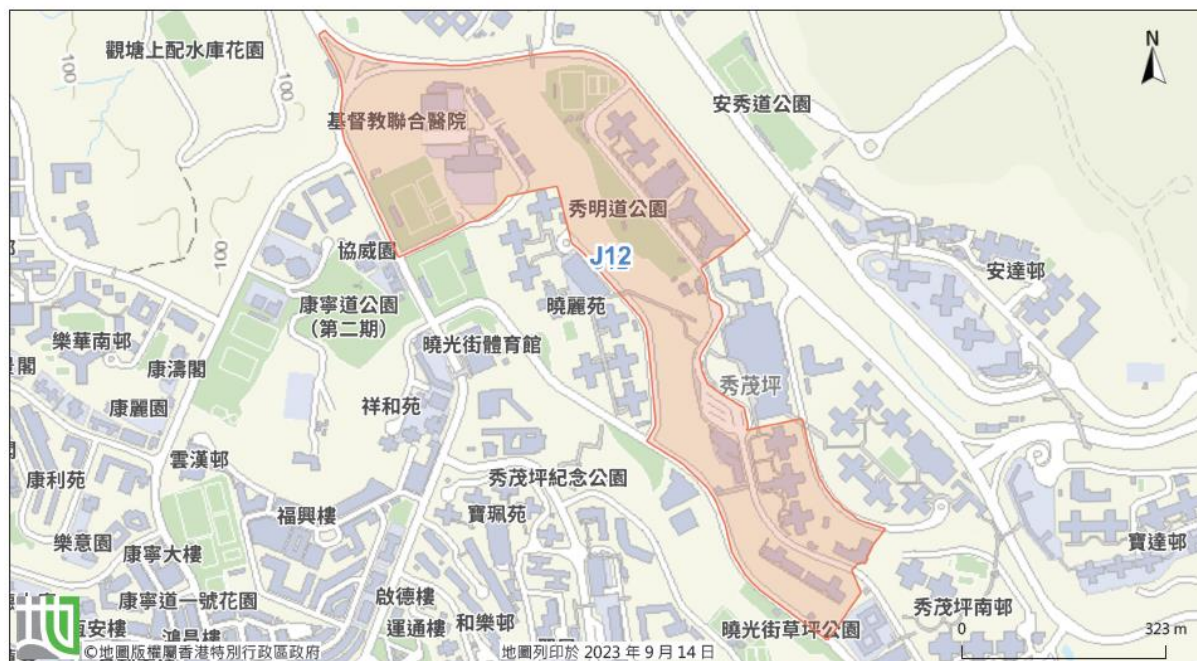 觀塘上配水庫花園
N
100
100
安秀道公園
基督教聯合醫院
秀明道公園
100
協威園
J12
安達邨
康寧道公園
(第二期)
曉麗苑
樂華南邨
曉光街體育館
康濤閣
秀茂坪
康麗園
祥和苑
雲漢邨
康利苑
秀茂坪紀念公園
寶珮苑
福興樓
樂意園
康寧大樓
寶達邨
啟德樓
康寧道一號花園
秀茂坪南邨
和樂邨
運通樓
曉光街草坪公園
恆安樓
鴻昌樓
0
323 m
©地圖版權屬香港特別行政區政府
地圖列印於 2023 年 9 月 14 日